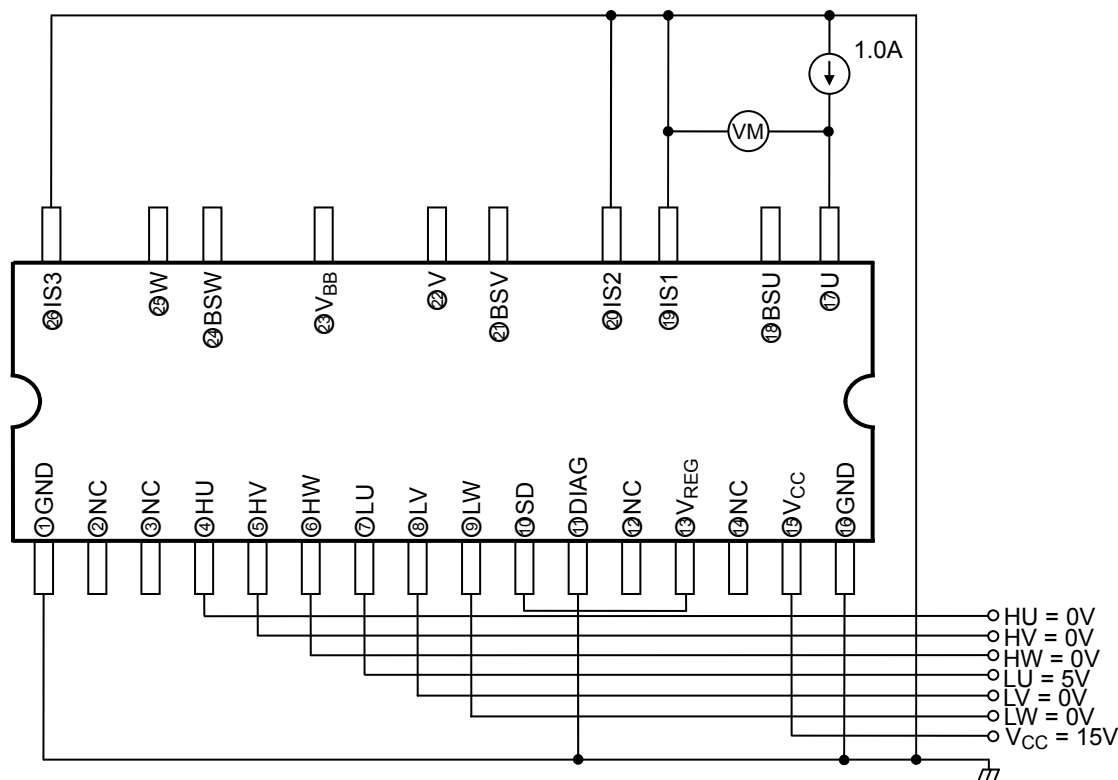 1.0A
VM
㉖IS3
㉕W
㉔BSW
㉓VBB
㉒V
㉑BSV
⑳IS2
⑲IS1
⑱BSU
⑰U
①GND
②NC
③NC
④HU
⑤HV
⑥HW
⑦LU
⑧LV
⑨LW
⑩SD
⑪DIAG
⑫NC
⑬VREG
⑭NC
⑮VCC
⑯GND
HU = 0V
HV = 0V
HW = 0V
LU = 5V
LV = 0V
LW = 0V
VCC = 15V